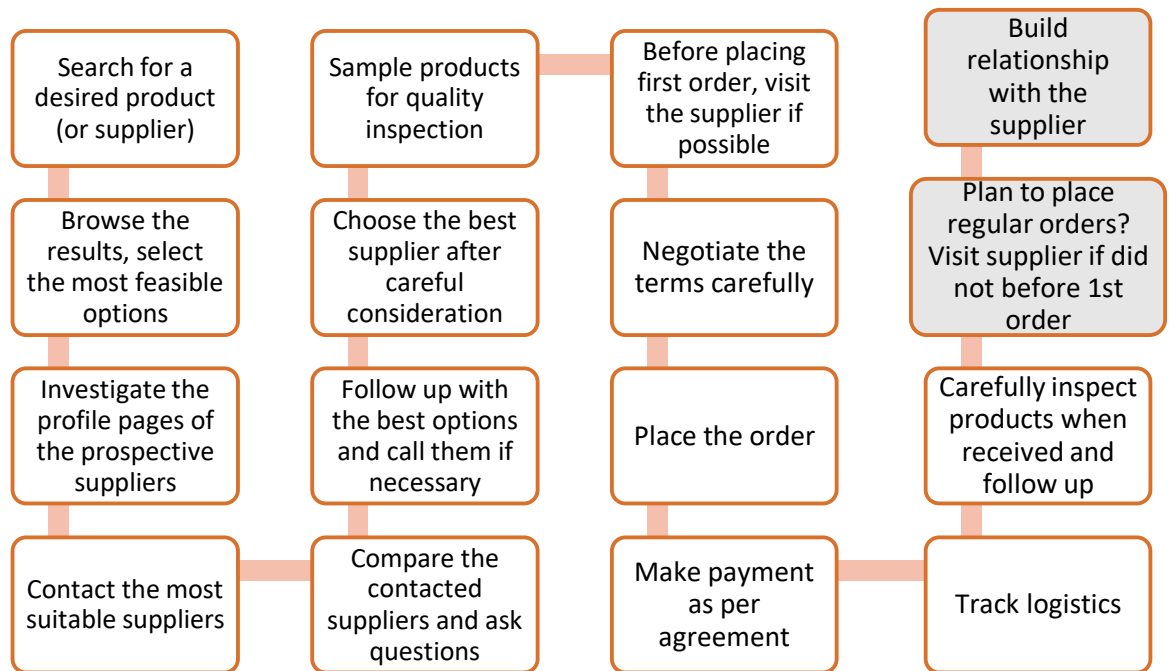 Search for a
desired product
(or supplier)
Browse the
results, select
the most feasible
options
Investigate the
profile pages of
the prospective
suppliers
Contact the most
suitable suppliers
Compare the
contacted
suppliers and ask
questions
Follow up with
the best options
and call them if
necessary
Choose the best
supplier after
careful
consideration
Sample products
for quality
inspection
Before placing
first order, visit
the supplier if
possible
Negotiate the
terms carefully
Place the order
Make payment
as per
agreement
Track logistics
Carefully inspect
products when
received and
follow up
Plan to place
regular orders?
Visit supplier if did
not before 1st
order
Build
relationship
with the
supplier